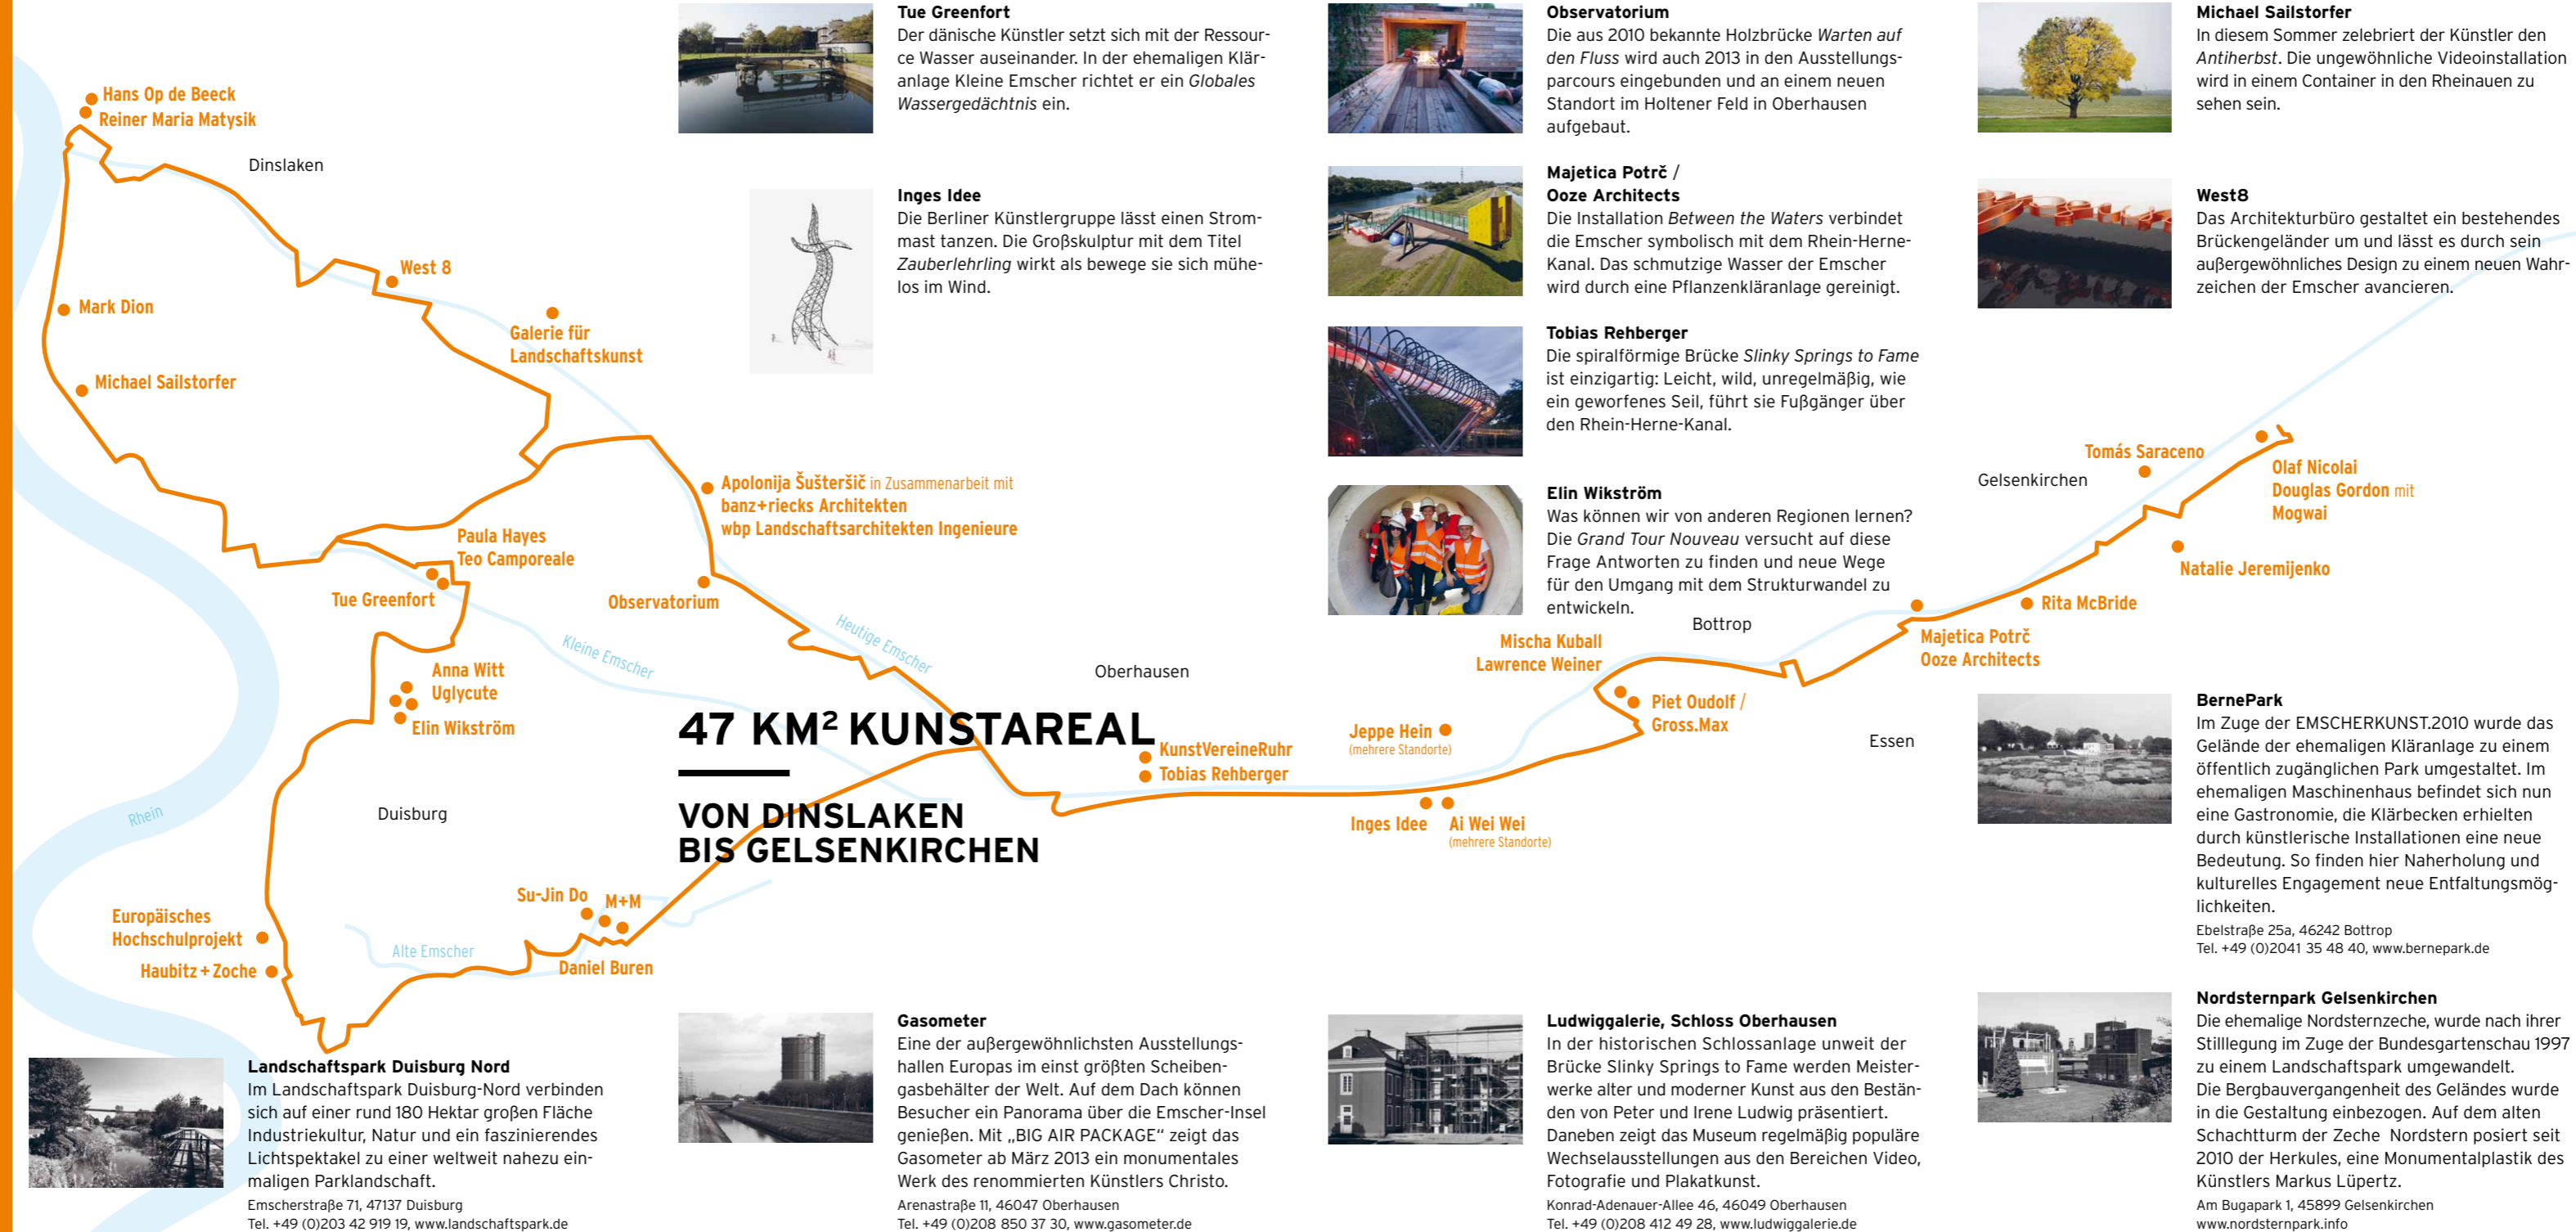 Hans Op de Beeck
Reiner Maria Matysik
Dinslaken
West 8
Mark Dion
Galerie für
Landschaftskunst
Michael Sailstorfer
Apolonija Šušteršič in Zusammenarbeit mit
banz+riecks Architekten
wbp Landschaftsarchitekten Ingenieure
Paula Hayes
Teo Camporeale
Tue Greenfort
Observatorium
Heutige Emscher
Kleine Emscher
Anna Witt
Uglycute
Elin Wikström
Oberhausen
47 KM² KUNSTAREAL
VON DINSLAKEN
BIS GELSENKIRCHEN
Rhein
Duisburg
KunstVereineRuhr
Tobias Rehberger
Jeppe Hein
(mehrere Standorte)
Inges Idee
Ai Wei Wei
(mehrere Standorte)
Mischa Kuball
Lawrence Weiner
Piet Oudolf /
Gross.Max
Bottrop
Essen
Majetica Potrč
Ooze Architects
Rita McBride
Natalie Jeremijenko
Gelsenkirchen
Tomás Saraceno
Olaf Nicolai
Douglas Gordon mit
Mogwai
Su-Jin Do
M+M
Daniel Buren
Alte Emscher
Europäisches
Hochschulprojekt
Haubitz + Zoche
Tue Greenfort
Der dänische Künstler setzt sich mit der Ressour-
ce Wasser auseinander. In der ehemaligen Klär-
anlage Kleine Emscher richtet er ein Globales
Wassergedächtnis ein.
Inges Idee
Die Berliner Künstlergruppe lässt einen Strom-
mast tanzen. Die Großskulptur mit dem Titel
Zauberlehrling wirkt als bewege sie sich mühe-
los im Wind.
Observatorium
Die aus 2010 bekannte Holzbrücke Warten auf
den Fluss wird auch 2013 in den Ausstellungs-
parcours eingebunden und an einem neuen
Standort im Holtener Feld in Oberhausen
aufgebaut.
Majetica Potrč /
Ooze Architects
Die Installation Between the Waters verbindet
die Emscher symbolisch mit dem Rhein-Herne-
Kanal. Das schmutzige Wasser der Emscher
wird durch eine Pflanzenkläranlage gereinigt.
Tobias Rehberger
Die spiralförmige Brücke Slinky Springs to Fame
ist einzigartig: Leicht, wild, unregelmäßig, wie
ein geworfenes Seil, führt sie Fußgänger über
den Rhein-Herne-Kanal.
Elin Wikström
Was können wir von anderen Regionen lernen?
Die Grand Tour Nouveau versucht auf diese
Frage Antworten zu finden und neue Wege
für den Umgang mit dem Strukturwandel zu
entwickeln.
Michael Sailstorfer
In diesem Sommer zelebriert der Künstler den
Antiherbst. Die ungewöhnliche Videoinstallation
wird in einem Container in den Rheinauen zu
sehen sein.
West8
Das Architekturbüro gestaltet ein bestehendes
Brückengeländer um und lässt es durch sein
außergewöhnliches Design zu einem neuen Wahr-
zeichen der Emscher avancieren.
BernePark
Im Zuge der EMSCHERKUNST.2010 wurde das
Gelände der ehemaligen Kläranlage zu einem
öffentlich zugänglichen Park umgestaltet. Im
ehemaligen Maschinenhaus befindet sich nun
eine Gastronomie, die Klärbecken erhielten
durch künstlerische Installationen eine neue
Bedeutung. So finden hier Naherholung und
kulturelles Engagement neue Entfaltungsmög-
lichkeiten.
Ebelstraße 25a, 46242 Bottrop
Tel. +49 (0)2041 35 48 40, www.bernepark.de
Landschaftspark Duisburg Nord
Im Landschaftspark Duisburg-Nord verbinden
sich auf einer rund 180 Hektar großen Fläche
Industriekultur, Natur und ein faszinierendes
Lichtspektakel zu einer weltweit nahezu ein-
maligen Parklandschaft.
Emscherstraße 71, 47137 Duisburg
Tel. +49 (0)203 42 919 19, www.landschaftspark.de
Gasometer
Eine der außergewöhnlichsten Ausstellungs-
hallen Europas im einst größten Scheiben-
gasbehälter der Welt. Auf dem Dach können
Besucher ein Panorama über die Emscher-Insel
genießen. Mit „BIG AIR PACKAGE“ zeigt das
Gasometer ab März 2013 ein monumentales
Werk des renommierten Künstlers Christo.
Arenastraße 11, 46047 Oberhausen
Tel. +49 (0)208 850 37 30, www.gasometer.de
Ludwiggalerie, Schloss Oberhausen
In der historischen Schlossanlage unweit der
Brücke Slinky Springs to Fame werden Meister-
werke alter und moderner Kunst aus den Bestän-
den von Peter und Irene Ludwig präsentiert.
Daneben zeigt das Museum regelmäßig populäre
Wechselausstellungen aus den Bereichen Video,
Fotografie und Plakatkunst.
Konrad-Adenauer-Allee 46, 46049 Oberhausen
Tel. +49 (0)208 412 49 28, www.ludwiggalerie.de
Nordsternpark Gelsenkirchen
Die ehemalige Nordsternzeche, wurde nach ihrer
Stilllegung im Zuge der Bundesgartenschau 1997
zu einem Landschaftspark umgewandelt.
Die Bergbauvergangenheit des Geländes wurde
in die Gestaltung einbezogen. Auf dem alten
Schachtturm der Zeche Nordstern posiert seit
2010 der Herkules, eine Monumentalplastik des
Künstlers Markus Lüpertz.
Am Bugapark 1, 45899 Gelsenkirchen
www.nordsternpark.info